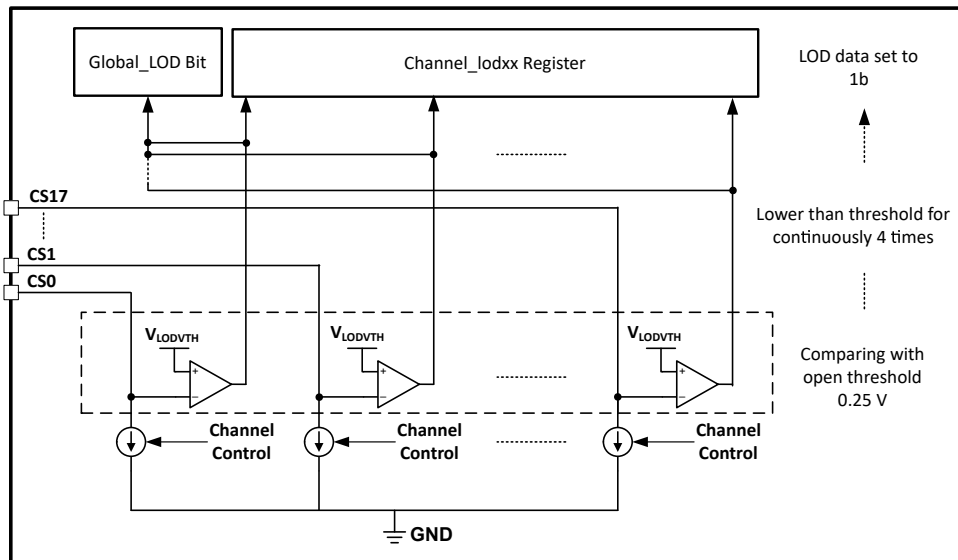 Global_LOD Bit
Channel_lodxx Register
LOD data set to
1b
CS17
Lower than threshold for
continuously 4 times
CS1
CS0
VLODVTH
VLODVTH
VLODVTH
+
+
+
−
−
−
Comparing with
open threshold
0.25 V
Channel
Control
Channel
Control
Channel
Control
GND